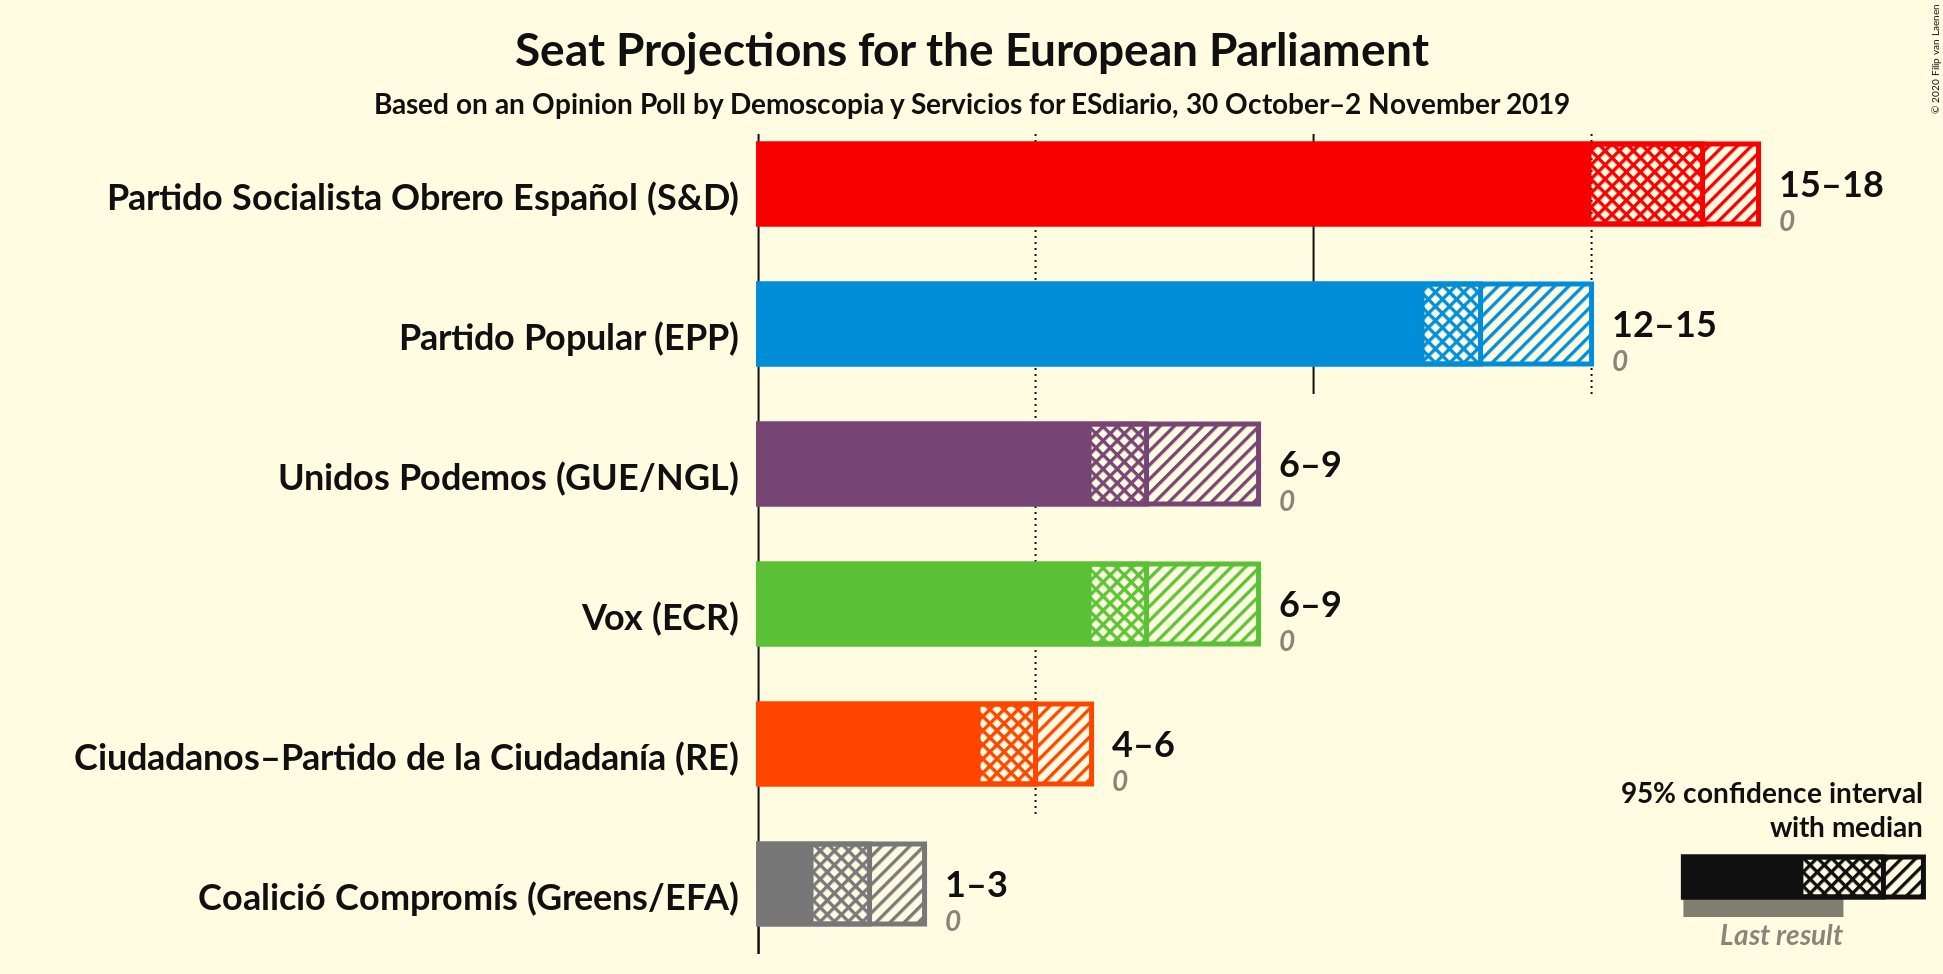 Seat Projections for the European Parliament
Based on an Opinion Poll by Demoscopia y Servicios for ESdiario, 30 October–2 November 2019
© 2020 Filip van Laenen
Partido Socialista Obrero Español (S&D)
15–18
0
Partido Popular (EPP)
12–15
0
Unidos Podemos (GUE/NGL)
6–9
0
Vox (ECR)
6–9
0
Ciudadanos–Partido de la Ciudadanía (RE)
4–6
0
Coalició Compromís (Greens/EFA)
1–3
0
95% confidence interval
with median
Last result